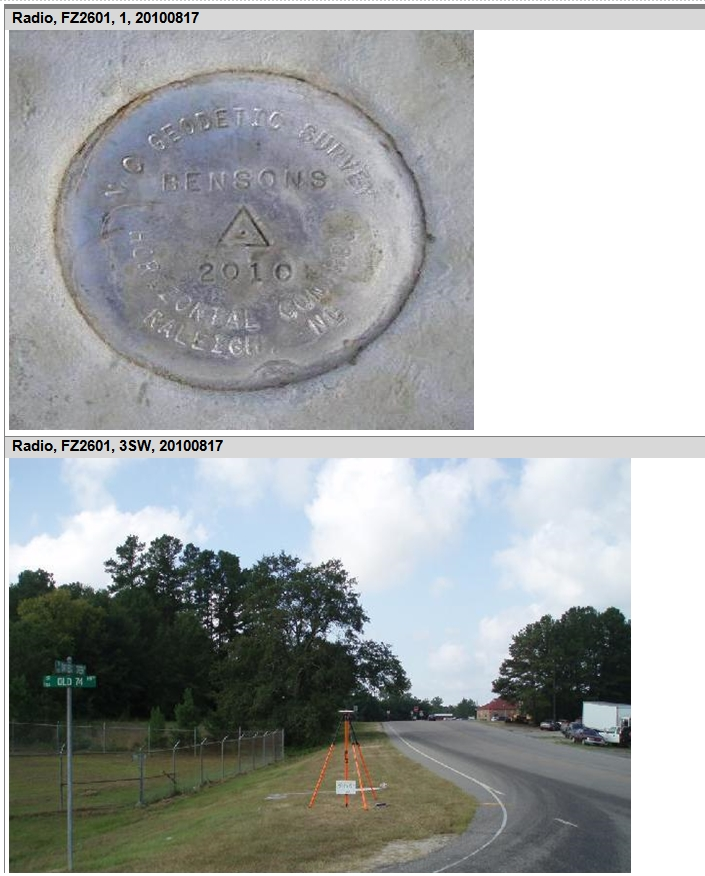 Radio, FZ2601, 1, 20100817
N C GEODETIC SURVEY
BENSONS
2010
HORIZONTAL CONTROL
RALEIGH, NC
Radio, FZ2601, 3SW, 20100817
OLD 74